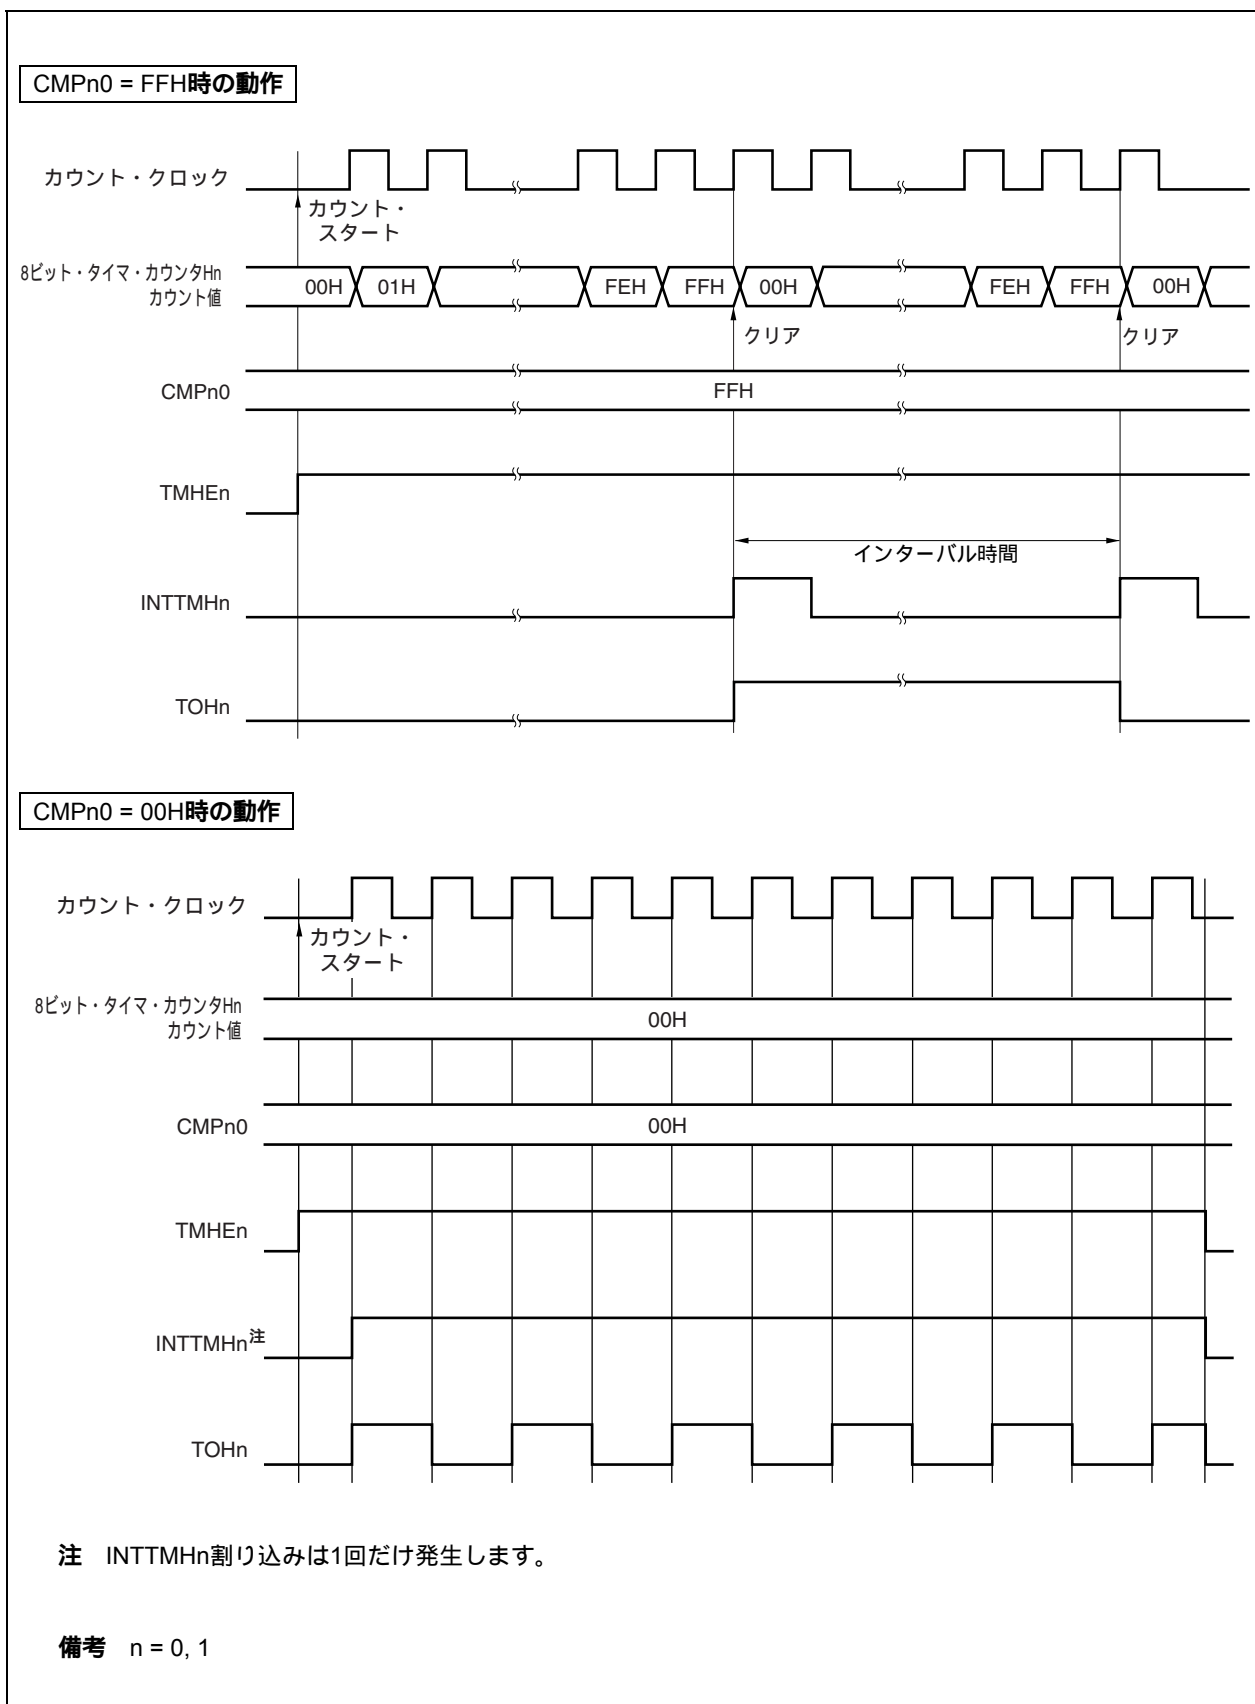 CMPn0 = FFH時の動作
カウント・クロック
カウント・
スタート
8ビット・タイマ・カウンタHn
カウント値
00H
01H
FEH
FFH
00H
FEH
FFH
00H
クリア
クリア
CMPn0
FFH
TMHEn
インターバル時間
INTTMHn
TOHn
CMPn0 = 00H時の動作
カウント・クロック
カウント・
スタート
8ビット・タイマ・カウンタHn
カウント値
00H
CMPn0
00H
TMHEn
INTTMHn注
TOHn
注 INTTMHn割り込みは1回だけ発生します。
備考 n = 0, 1